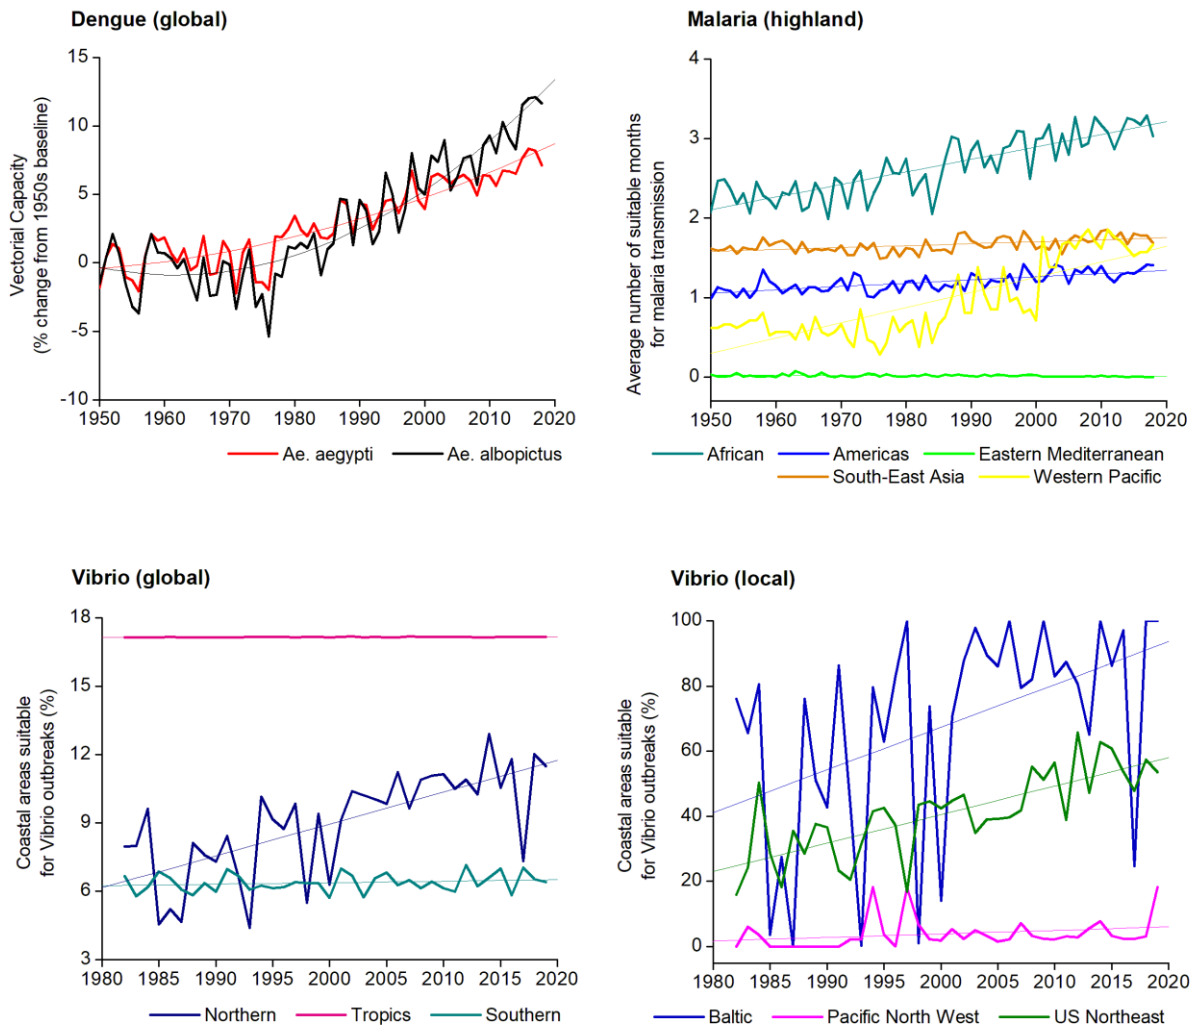 Dengue (global)
Vectorial Capacity
(% change from 1950s baseline)
15
10
5
0
-5
-10
1950 1960 1970 1980 1990 2000 2010 2020
Ae. aegypti Ae. albopictus
Malaria (highland)
Average number of suitable months
for malaria transmission
4
3
2
1
0
1950 1960 1970 1980 1990 2000 2010 2020
African Americas Eastern Mediterranean
South-East Asia Western Pacific
Vibrio (global)
Coastal areas suitable
for Vibrio outbreaks (%)
18
15
12
9
6
3
1980 1985 1990 1995 2000 2005 2010 2015 2020
Northern Tropics Southern
Vibrio (local)
Coastal areas suitable
for Vibrio outbreaks (%)
100
80
60
40
20
0
1980 1985 1990 1995 2000 2005 2010 2015 2020
Baltic Pacific North West US Northeast